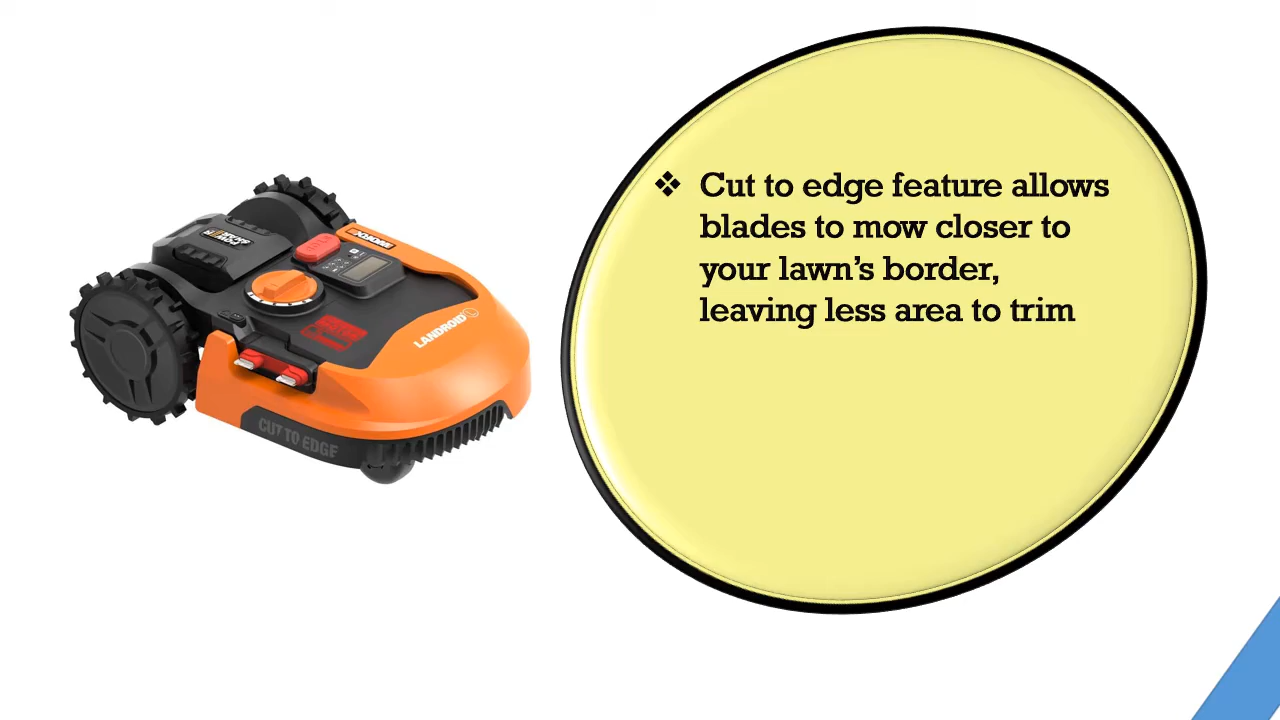 ❖ Cut to edge feature allows
blades to mow closer to
your lawn’s border,
leaving less area to trim
WORX
LANDROID L
CUT TO EDGE